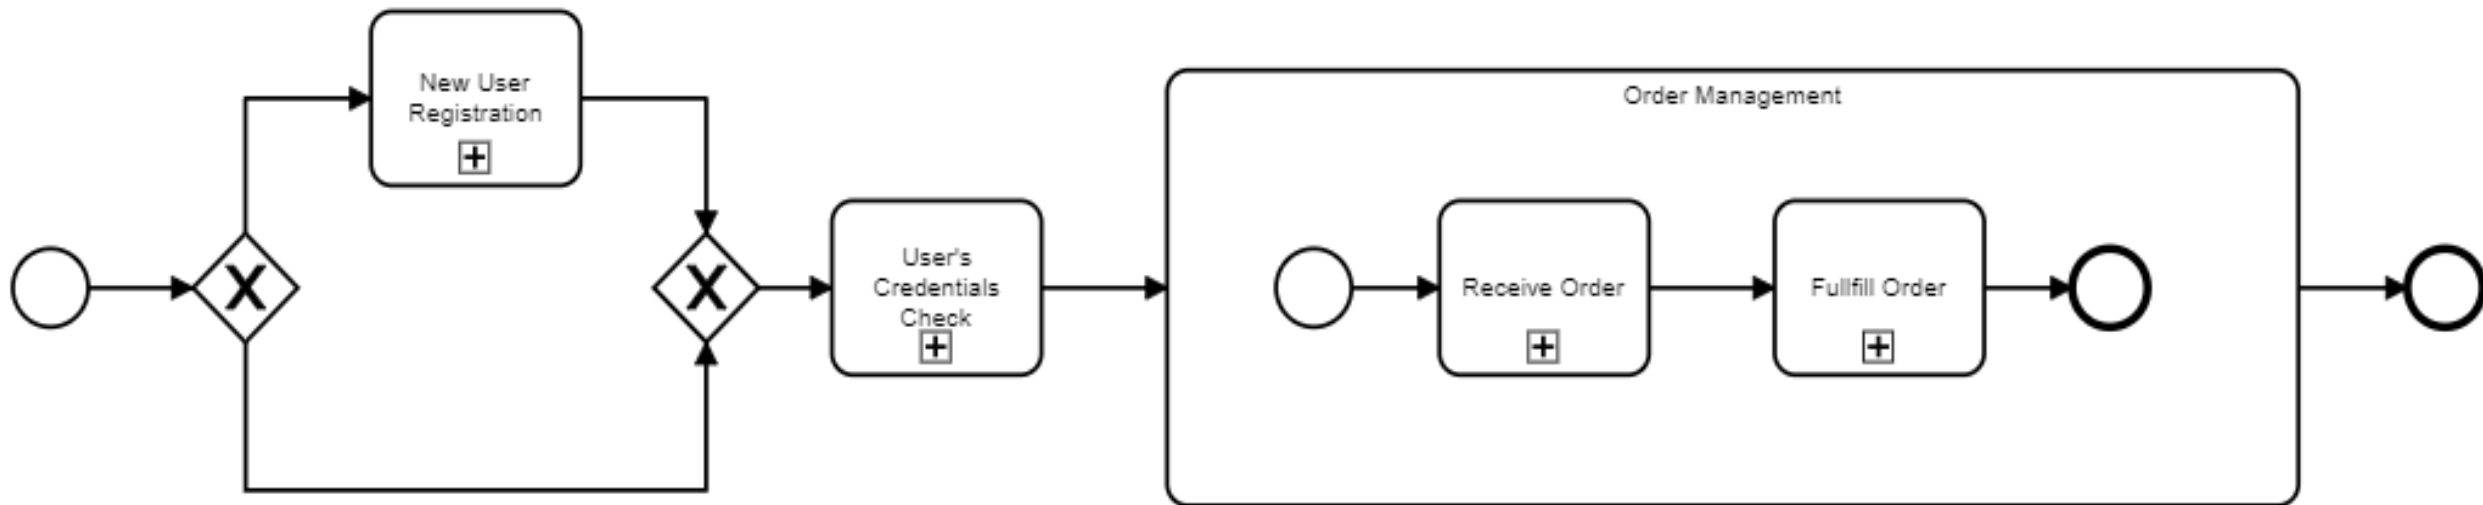 New User
Registration
Order Management
User's
Credentials
Check
Receive Order
Fullfill Order